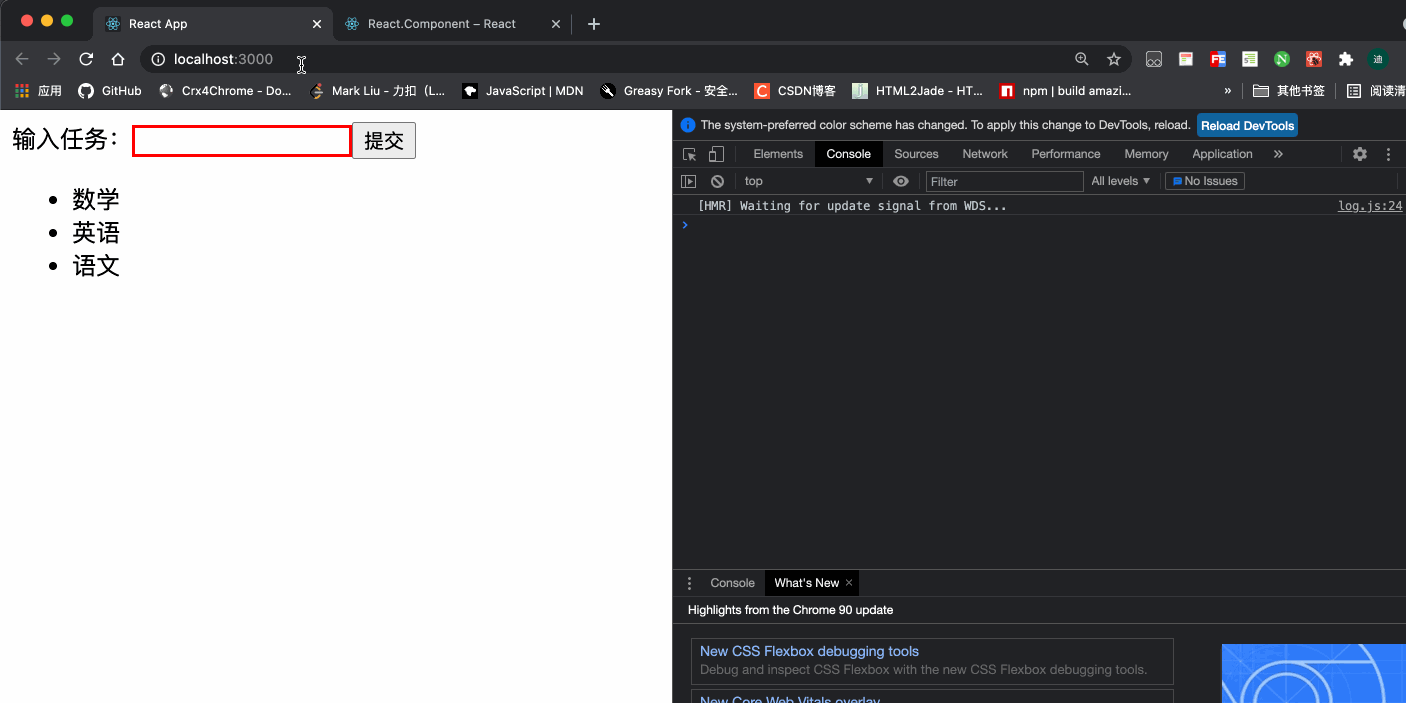 React App
React.Component – React
localhost:3000
应用
GitHub
Crx4Chrome - Do...
Mark Liu - 力扣（L...
JavaScript | MDN
Greasy Fork - 安全...
CSDN博客
HTML2Jade - HT...
npm | build amazi...
»
其他书签
阅读清
输入任务：
提交
数学
英语
语文
The system-preferred color scheme has changed. To apply this change to DevTools, reload. Reload DevTools
Elements Console Sources Network Performance Memory Application »
top Filter All levels No Issues
[HMR] Waiting for update signal from WDS... log.js:24
Console What's New
Highlights from the Chrome 90 update
New CSS Flexbox debugging tools
Debug and inspect CSS Flexbox with the new CSS Flexbox debugging tools.
New Core Web Vitals overlay